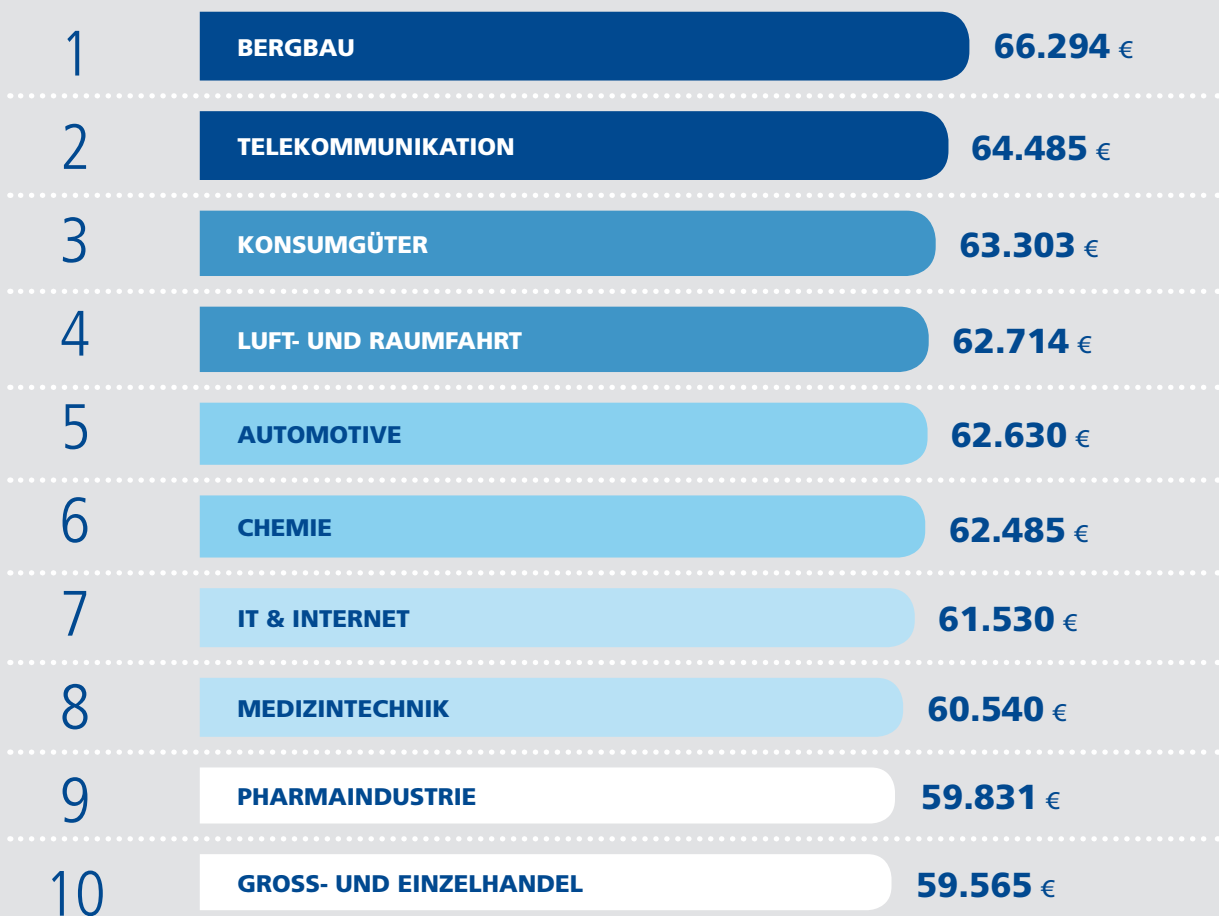 1 BERGBAU 66.294 €
2 TELEKOMMUNIKATION 64.485 €
3 KONSUMGÜTER 63.303 €
4 LUFT- UND RAUMFAHRT 62.714 €
5 AUTOMOTIVE 62.630 €
6 CHEMIE 62.485 €
7 IT & INTERNET 61.530 €
8 MEDIZINTECHNIK 60.540 €
9 PHARMAINDUSTRIE 59.831 €
10 GROSS- UND EINZELHANDEL 59.565 €